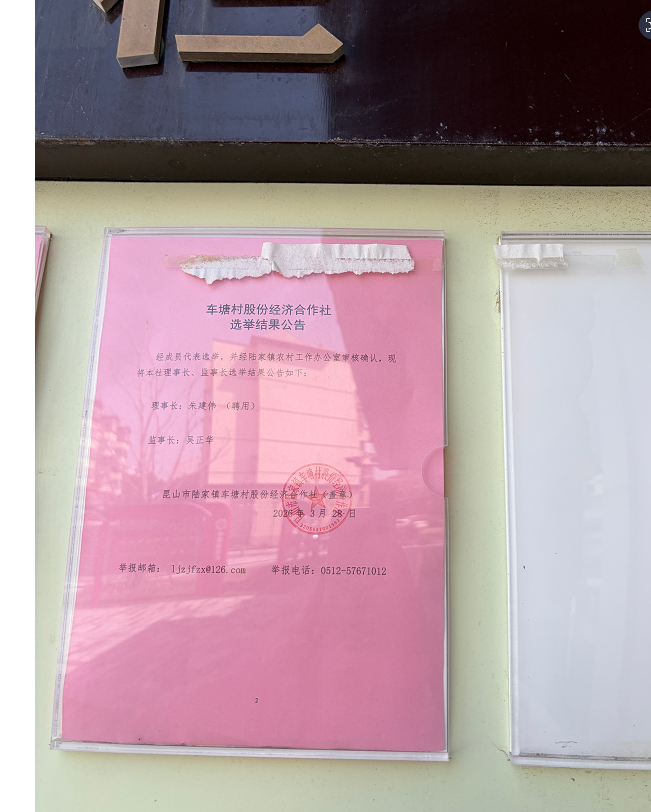 车塘村股份经济合作社
选举结果公告
经成员代表选举，并经陆家镇农村工作办公室审核确认，现
将本社理事长、监事长选举结果公告如下：
理事长：朱建伟 （聘用）
监事长：吴正华
昆山市陆家镇车塘村股份经济合作社（盖章）
2026 年 3 月 28 日
举报邮箱： ljzjfzx@126.com 举报电话：0512-57671012
2